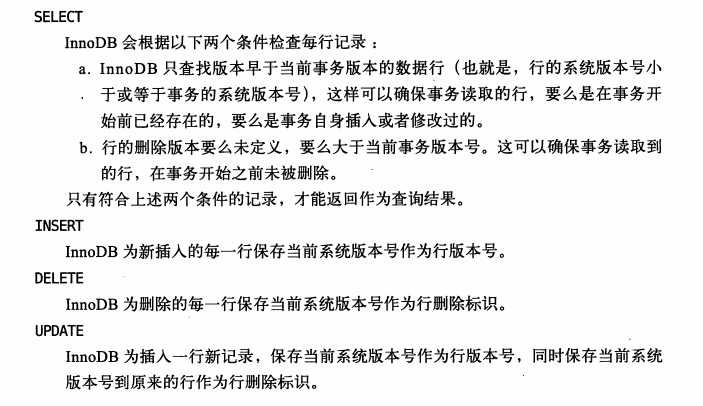 SELECT
InnoDB 会根据以下两个条件检查每行记录：
a. InnoDB 只查找版本早于当前事务版本的数据行（也就是，行的系统版本号小
于或等于事务的系统版本号），这样可以确保事务读取的行，要么是在事务开
始前已经存在的，要么是事务自身插入或者修改过的。
b. 行的删除版本要么未定义，要么大于当前事务版本号。这可以确保事务读取到
的行，在事务开始之前未被删除。
只有符合上述两个条件的记录，才能返回作为查询结果。
INSERT
InnoDB 为新插入的每一行保存当前系统版本号作为行版本号。
DELETE
InnoDB 为删除的每一行保存当前系统版本号作为行删除标识。
UPDATE
InnoDB 为插入一行新记录，保存当前系统版本号作为行版本号，同时保存当前系统
版本号到原来的行作为行删除标识。